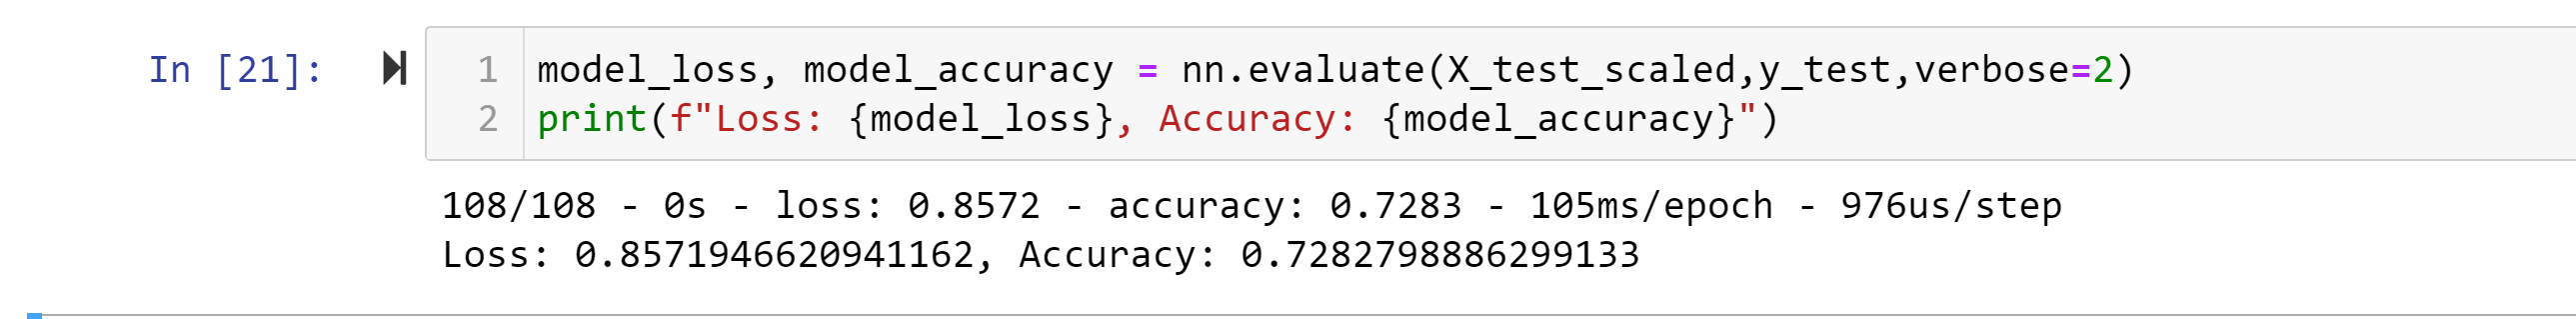 In [21]:
1 model_loss, model_accuracy = nn.evaluate(X_test_scaled,y_test,verbose=2)
2 print(f"Loss: {model_loss}, Accuracy: {model_accuracy}")
108/108 - 0s - loss: 0.8572 - accuracy: 0.7283 - 105ms/epoch - 976us/step
Loss: 0.8571946620941162, Accuracy: 0.7282798886299133